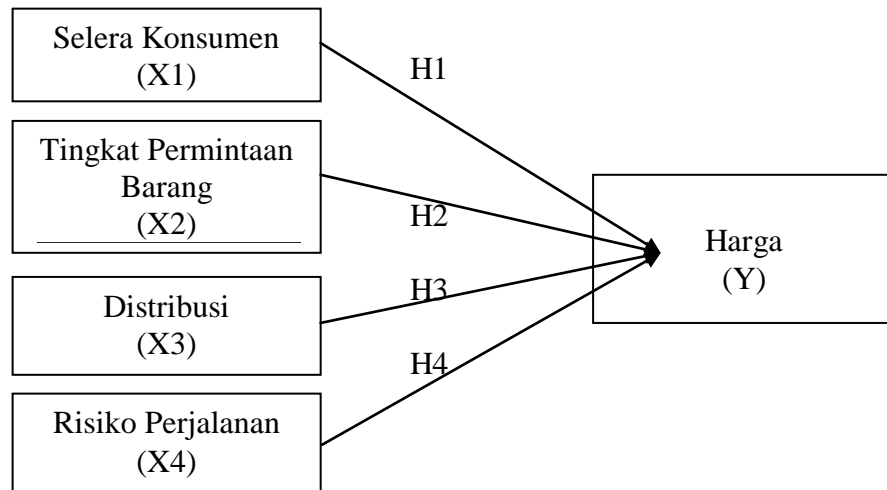 Selera Konsumen
(X1)
H1
Tingkat Permintaan
Barang
(X2)
H2
Harga
(Y)
Distribusi
(X3)
H3
H4
Risiko Perjalanan
(X4)